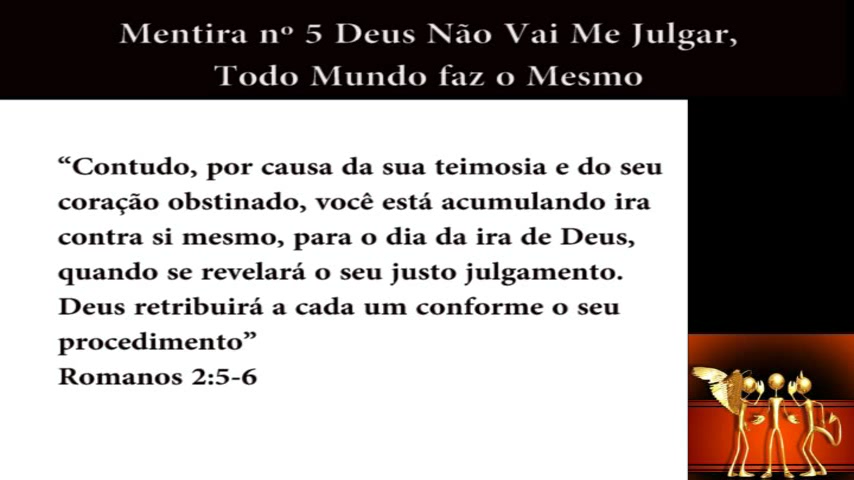 Mentira nº 5 Deus Não Vai Me Julgar,
Todo Mundo faz o Mesmo
“Contudo, por causa da sua teimosia e do seu
coração obstinado, você está acumulando ira
contra si mesmo, para o dia da ira de Deus,
quando se revelará o seu justo julgamento.
Deus retribuirá a cada um conforme o seu
procedimento”
Romanos 2:5-6